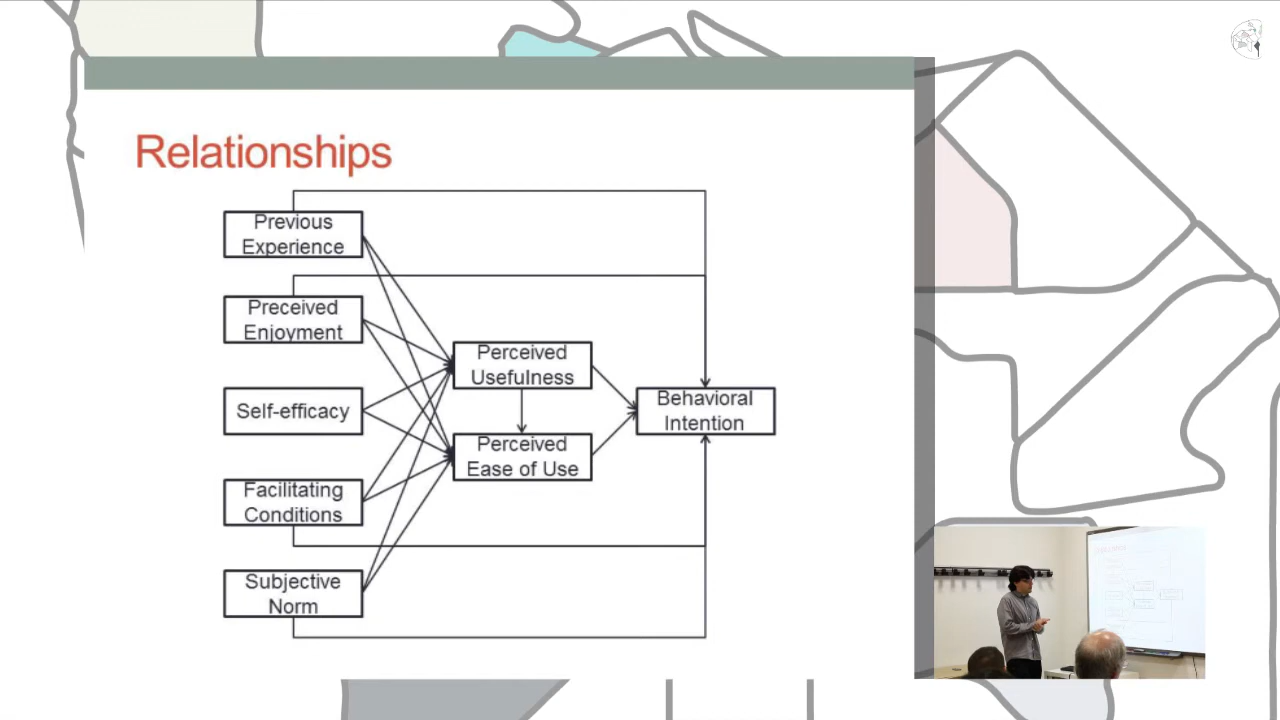 Relationships
Previous
Experience
Preceived
Enjoyment
Self-efficacy
Facilitating
Conditions
Subjective
Norm
Perceived
Usefulness
Perceived
Ease of Use
Behavioral
Intention